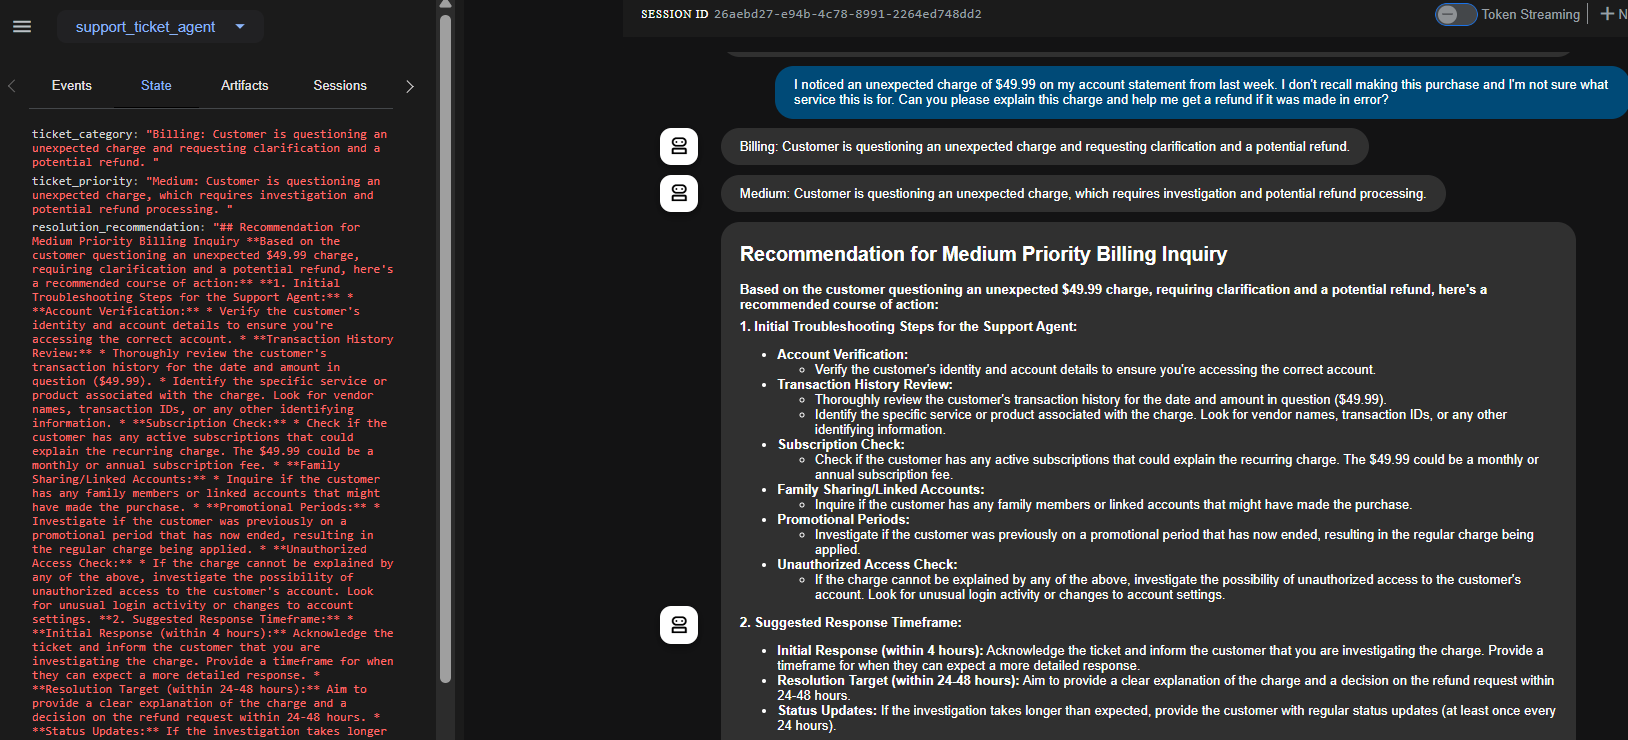 support_ticket_agent
Events State Artifacts Sessions
ticket_category: "Billing: Customer is questioning an
unexpected charge and requesting clarification and a
potential refund. "
ticket_priority: "Medium: Customer is questioning an
unexpected charge, which requires investigation and
potential refund processing. "
resolution_recommendation: "## Recommendation for
Medium Priority Billing Inquiry **Based on the
customer questioning an unexpected $49.99 charge,
requiring clarification and a potential refund, here's
a recommended course of action:** **1. Initial
Troubleshooting Steps for the Support Agent:** *
**Account Verification:** * Verify the customer's
identity and account details to ensure you're
accessing the correct account. * **Transaction History
Review:** * Thoroughly review the customer's
transaction history for the date and amount in
question ($49.99). * Identify the specific service or
product associated with the charge. Look for vendor
names, transaction IDs, or any other identifying
information. * **Subscription Check:** * Check if the
customer has any active subscriptions that could
explain the recurring charge. The $49.99 could be a
monthly or annual subscription fee. * **Family
Sharing/Linked Accounts:** * Inquire if the customer
has any family members or linked accounts that might
have made the purchase. * **Promotional Periods:** *
Investigate if the customer was previously on a
promotional period that has now ended, resulting in
the regular charge being applied. * **Unauthorized
Access Check:** * If the charge cannot be explained by
any of the above, investigate the possibility of
unauthorized access to the customer's account. Look
for unusual login activity or changes to account
settings. **2. Suggested Response Timeframe:** *
**Initial Response (within 4 hours):** Acknowledge the
ticket and inform the customer that you are
investigating the charge. Provide a timeframe for when
they can expect a more detailed response. *
**Resolution Target (within 24-48 hours):** Aim to
provide a clear explanation of the charge and a
decision on the refund request within 24-48 hours. *
**Status Updates:** If the investigation takes longer
SESSION ID 26aebd27-e94b-4c78-8991-2264ed748dd2
Token Streaming
+ N
I noticed an unexpected charge of $49.99 on my account statement from last week. I don't recall making this purchase and I'm not sure what
service this is for. Can you please explain this charge and help me get a refund if it was made in error?
Billing: Customer is questioning an unexpected charge and requesting clarification and a potential refund.
Medium: Customer is questioning an unexpected charge, which requires investigation and potential refund processing.
Recommendation for Medium Priority Billing Inquiry
Based on the customer questioning an unexpected $49.99 charge, requiring clarification and a potential refund, here's a
recommended course of action:
1. Initial Troubleshooting Steps for the Support Agent:
• Account Verification:
◦ Verify the customer's identity and account details to ensure you're accessing the correct account.
• Transaction History Review:
◦ Thoroughly review the customer's transaction history for the date and amount in question ($49.99).
◦ Identify the specific service or product associated with the charge. Look for vendor names, transaction IDs, or any other
identifying information.
• Subscription Check:
◦ Check if the customer has any active subscriptions that could explain the recurring charge. The $49.99 could be a monthly or
annual subscription fee.
• Family Sharing/Linked Accounts:
◦ Inquire if the customer has any family members or linked accounts that might have made the purchase.
• Promotional Periods:
◦ Investigate if the customer was previously on a promotional period that has now ended, resulting in the regular charge being
applied.
• Unauthorized Access Check:
◦ If the charge cannot be explained by any of the above, investigate the possibility of unauthorized access to the customer's
account. Look for unusual login activity or changes to account settings.
2. Suggested Response Timeframe:
• Initial Response (within 4 hours): Acknowledge the ticket and inform the customer that you are investigating the charge. Provide a
timeframe for when they can expect a more detailed response.
• Resolution Target (within 24-48 hours): Aim to provide a clear explanation of the charge and a decision on the refund request within
24-48 hours.
• Status Updates: If the investigation takes longer than expected, provide the customer with regular status updates (at least once every
24 hours).